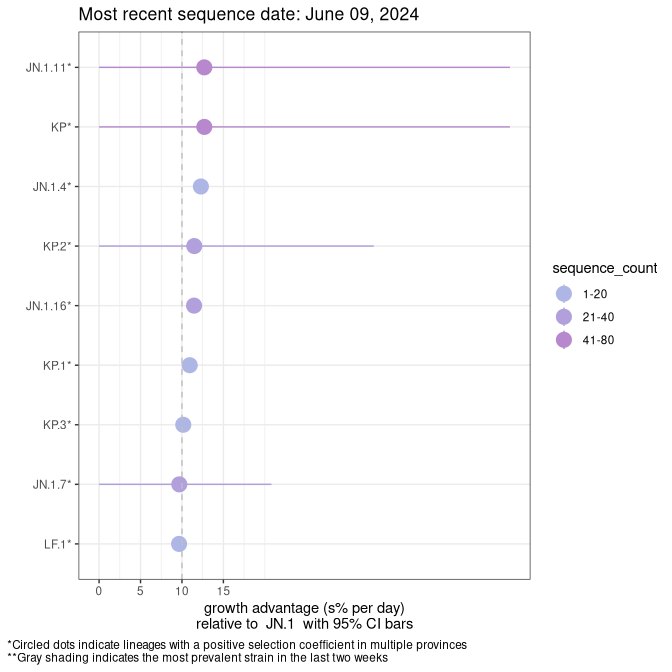 Most recent sequence date: June 09, 2024
JN.1.11*
KP*
JN.1.4*
KP.2*
JN.1.16*
KP.1*
KP.3*
JN.1.7*
LF.1*
0 5 10 15
growth advantage (s% per day)
relative to JN.1 with 95% CI bars
sequence_count
1-20
21-40
41-80
*Circled dots indicate lineages with a positive selection coefficient in multiple provinces
**Gray shading indicates the most prevalent strain in the last two weeks